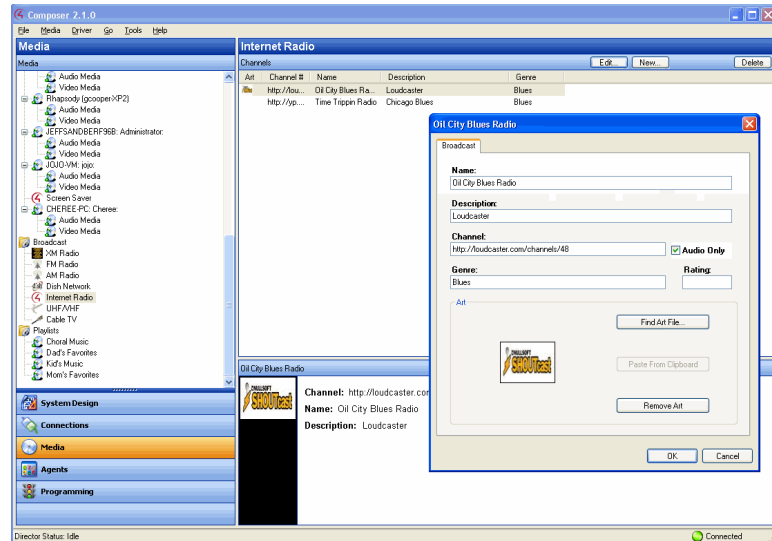 Composer 2.1.0
File Media Driver Go Tools Help
Media
Media
Audio Media
Video Media
Rhapsody (gcooper-XP2)
Audio Media
Video Media
JEFFSANDBERF96B: Administrator:
Audio Media
Video Media
JOJO-VM: jojo:
Audio Media
Video Media
Screen Saver
CHEREE-PC: Cheree:
Audio Media
Video Media
Broadcast
XM Radio
FM Radio
AM Radio
Dish Network
Internet Radio
UHF/VHF
Cable TV
Playlists
Choral Music
Dad's Favorites
Kid's Music
Mom's Favorites
System Design
Connections
Media
Agents
Programming
Director Status: Idle
Internet Radio
Channels Edit... New... Delete
Art Channel # Name Description Genre
http://lou... Oil City Blues Ra... Loudcaster Blues
http://yp.... Time Trippin Radio Chicago Blues Blues
Oil City Blues Radio
NULLSOFT
SHOUTcast
Channel: http://loudcaster.cor
Name: Oil City Blues Radio
Description: Loudcaster
Oil City Blues Radio
Broadcast
Name:
Oil City Blues Radio
Description:
Loudcaster
Channel:
http://loudcaster.com/channels/48 Audio Only
Genre: Rating:
Blues
Art
Find Art File...
NULLSOFT
SHOUTcast
Paste From Clipboard
Remove Art
OK Cancel
Connected